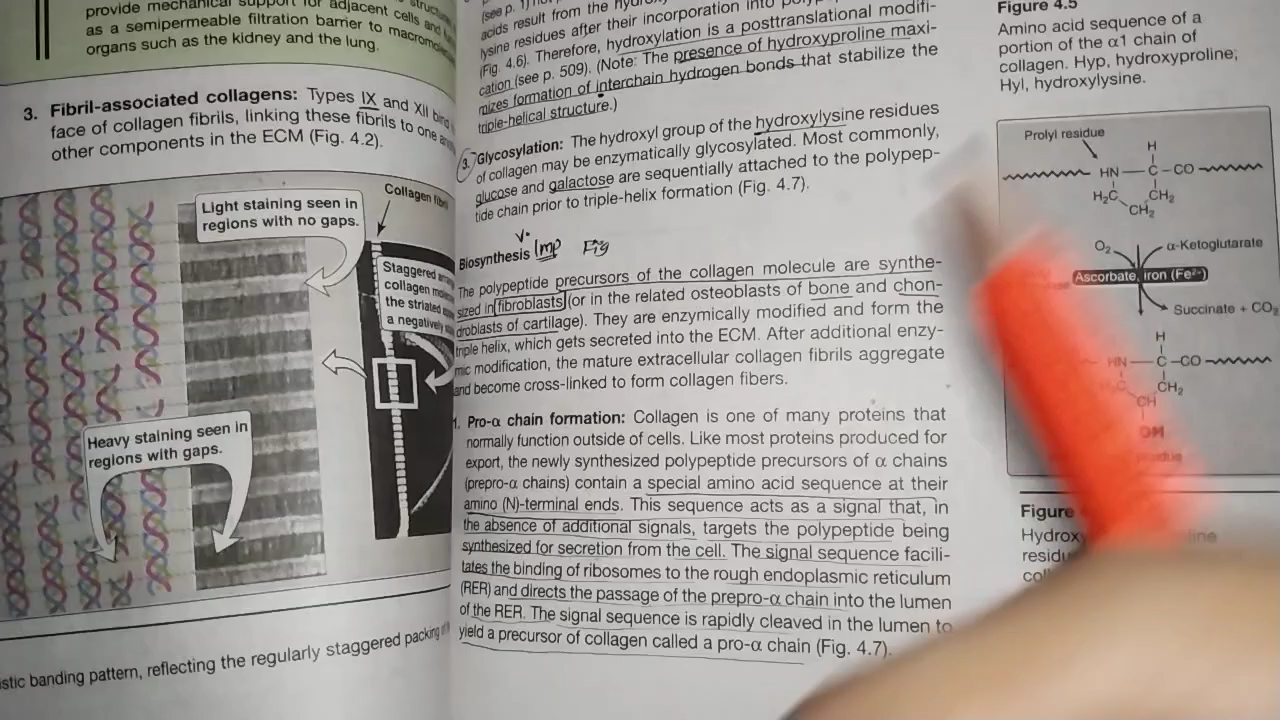 provide mechanical support for adjacent cells and
as a semipermeable filtration barrier to
organs such as the kidney and the lung.
3. Fibril-associated collagens: Types IX and XII
face of collagen fibrils, linking these fibrils to one
other components in the ECM (Fig. 4.2).
Light staining seen in
regions with no gaps.
Collagen
Staggered
collagen
the striated
a negatively
Heavy staining seen in
regions with gaps.
banding pattern, reflecting the regularly staggered packing
(see p.
acids result from the
lysine residues after their incorporation into
(Fig. 4.6). Therefore, hydroxylation is a posttranslational modifi-
cation (see p. 509). (Note: The presence of hydroxyproline maxi-
mizes formation of interchain hydrogen bonds that stabilize the
triple-helical structure.)
3. Glycosylation: The hydroxyl group of the hydroxylysine residues
of collagen may be enzymatically glycosylated. Most commonly,
glucose and galactose are sequentially attached to the polypep-
tide chain prior to triple-helix formation (Fig. 4.7).
Biosynthesis V. Imp Fig
The polypeptide precursors of the collagen molecule are synthe-
sized in fibroblasts (or in the related osteoblasts of bone and chon-
droblasts of cartilage). They are enzymically modified and form the
triple helix, which gets secreted into the ECM. After additional enzy-
mic modification, the mature extracellular collagen fibrils aggregate
and become cross-linked to form collagen fibers.
1. Pro-α chain formation: Collagen is one of many proteins that
normally function outside of cells. Like most proteins produced for
export, the newly synthesized polypeptide precursors of α chains
(prepro-α chains) contain a special amino acid sequence at their
amino (N)-terminal ends. This sequence acts as a signal that, in
the absence of additional signals, targets the polypeptide being
synthesized for secretion from the cell. The signal sequence facili-
tates the binding of ribosomes to the rough endoplasmic reticulum
(RER) and directs the passage of the prepro-α chain into the lumen
of the RER. The signal sequence is rapidly cleaved in the lumen to
yield a precursor of collagen called a pro-α chain (Fig. 4.7).
Figure 4.5
Amino acid sequence of a
portion of the α1 chain of
collagen. Hyp, hydroxyproline;
Hyl, hydroxylysine.
Prolyl residue
H
HN C CO
H₂C CH₂
CH₂
O₂ α-Ketoglutarate
Ascorbate, iron (Fe²⁺)
Succinate + CO₂
H
HN C CO
H₂C CH₂
CH
OH
Figure